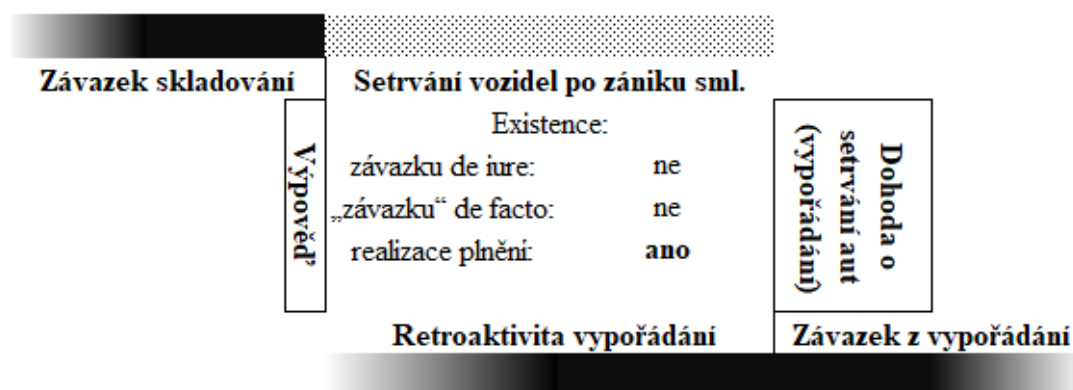 Závazek skladování
Setrvání vozidel po zániku sml.
Výpověď
Existence:
závazku de iure: ne
„závazku“ de facto: ne
realizace plnění: ano
Dohoda o
setrvání aut
(vypořádání)
Retroaktivita vypořádání
Závazek z vypořádání